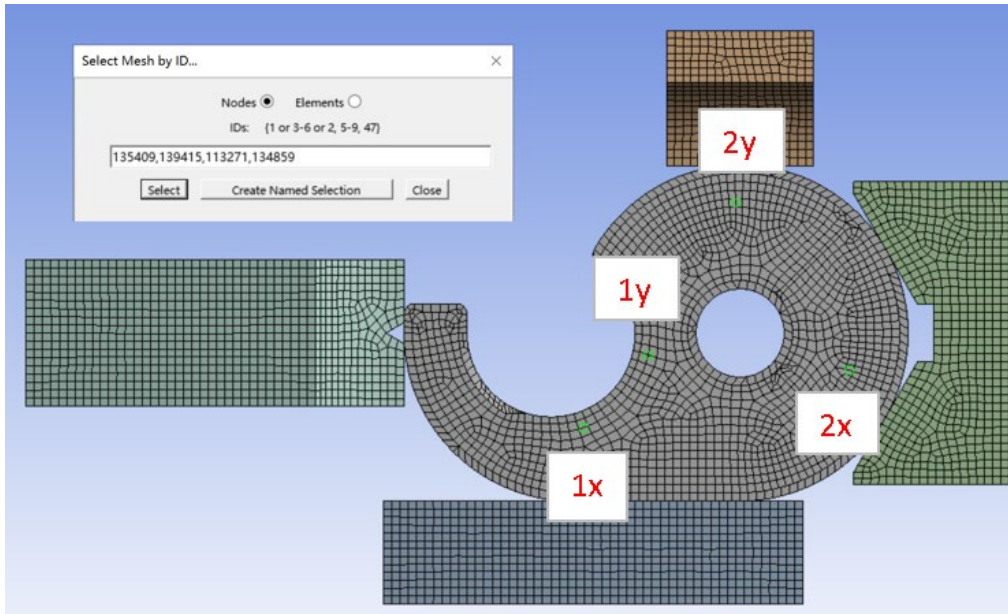 Select Mesh by ID...
Nodes Elements
IDs: {1 or 3-6 or 2, 5-9, 47}
135409,139415,113271,134859
Select Create Named Selection Close
2y
1y
2x
1x